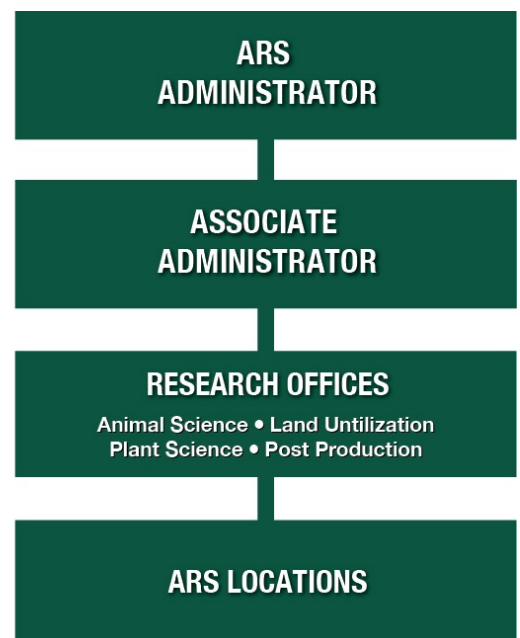 ARS
ADMINISTRATOR
ASSOCIATE
ADMINISTRATOR
RESEARCH OFFICES
Animal Science • Land Untilization
Plant Science • Post Production
ARS LOCATIONS